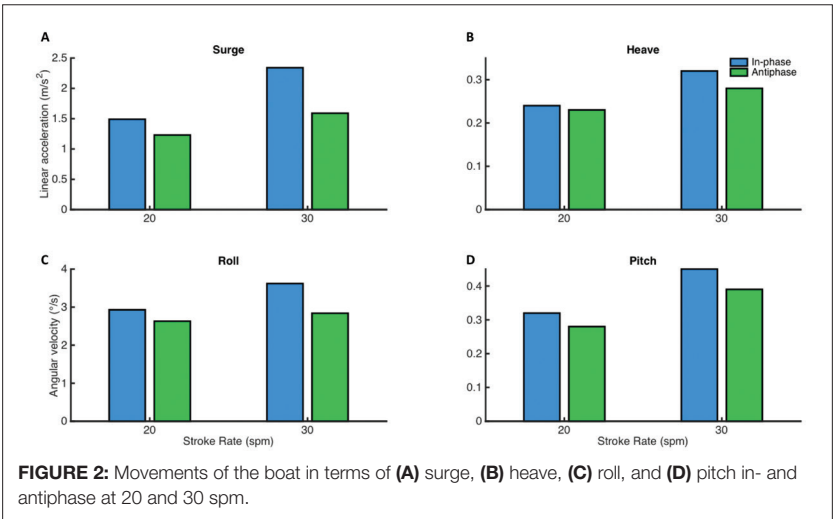 A
Surge
Linear acceleration (m/s²)
2.5
2
1.5
1
0.5
0
20
30
B
Heave
In-phase
Antiphase
0.3
0.2
0.1
0
20
30
C
Roll
Angular velocity (°/s)
4
3
2
1
0
20
30
Stroke Rate (spm)
D
Pitch
0.4
0.3
0.2
0.1
0
20
30
Stroke Rate (spm)
FIGURE 2: Movements of the boat in terms of (A) surge, (B) heave, (C) roll, and (D) pitch in- and
antiphase at 20 and 30 spm.